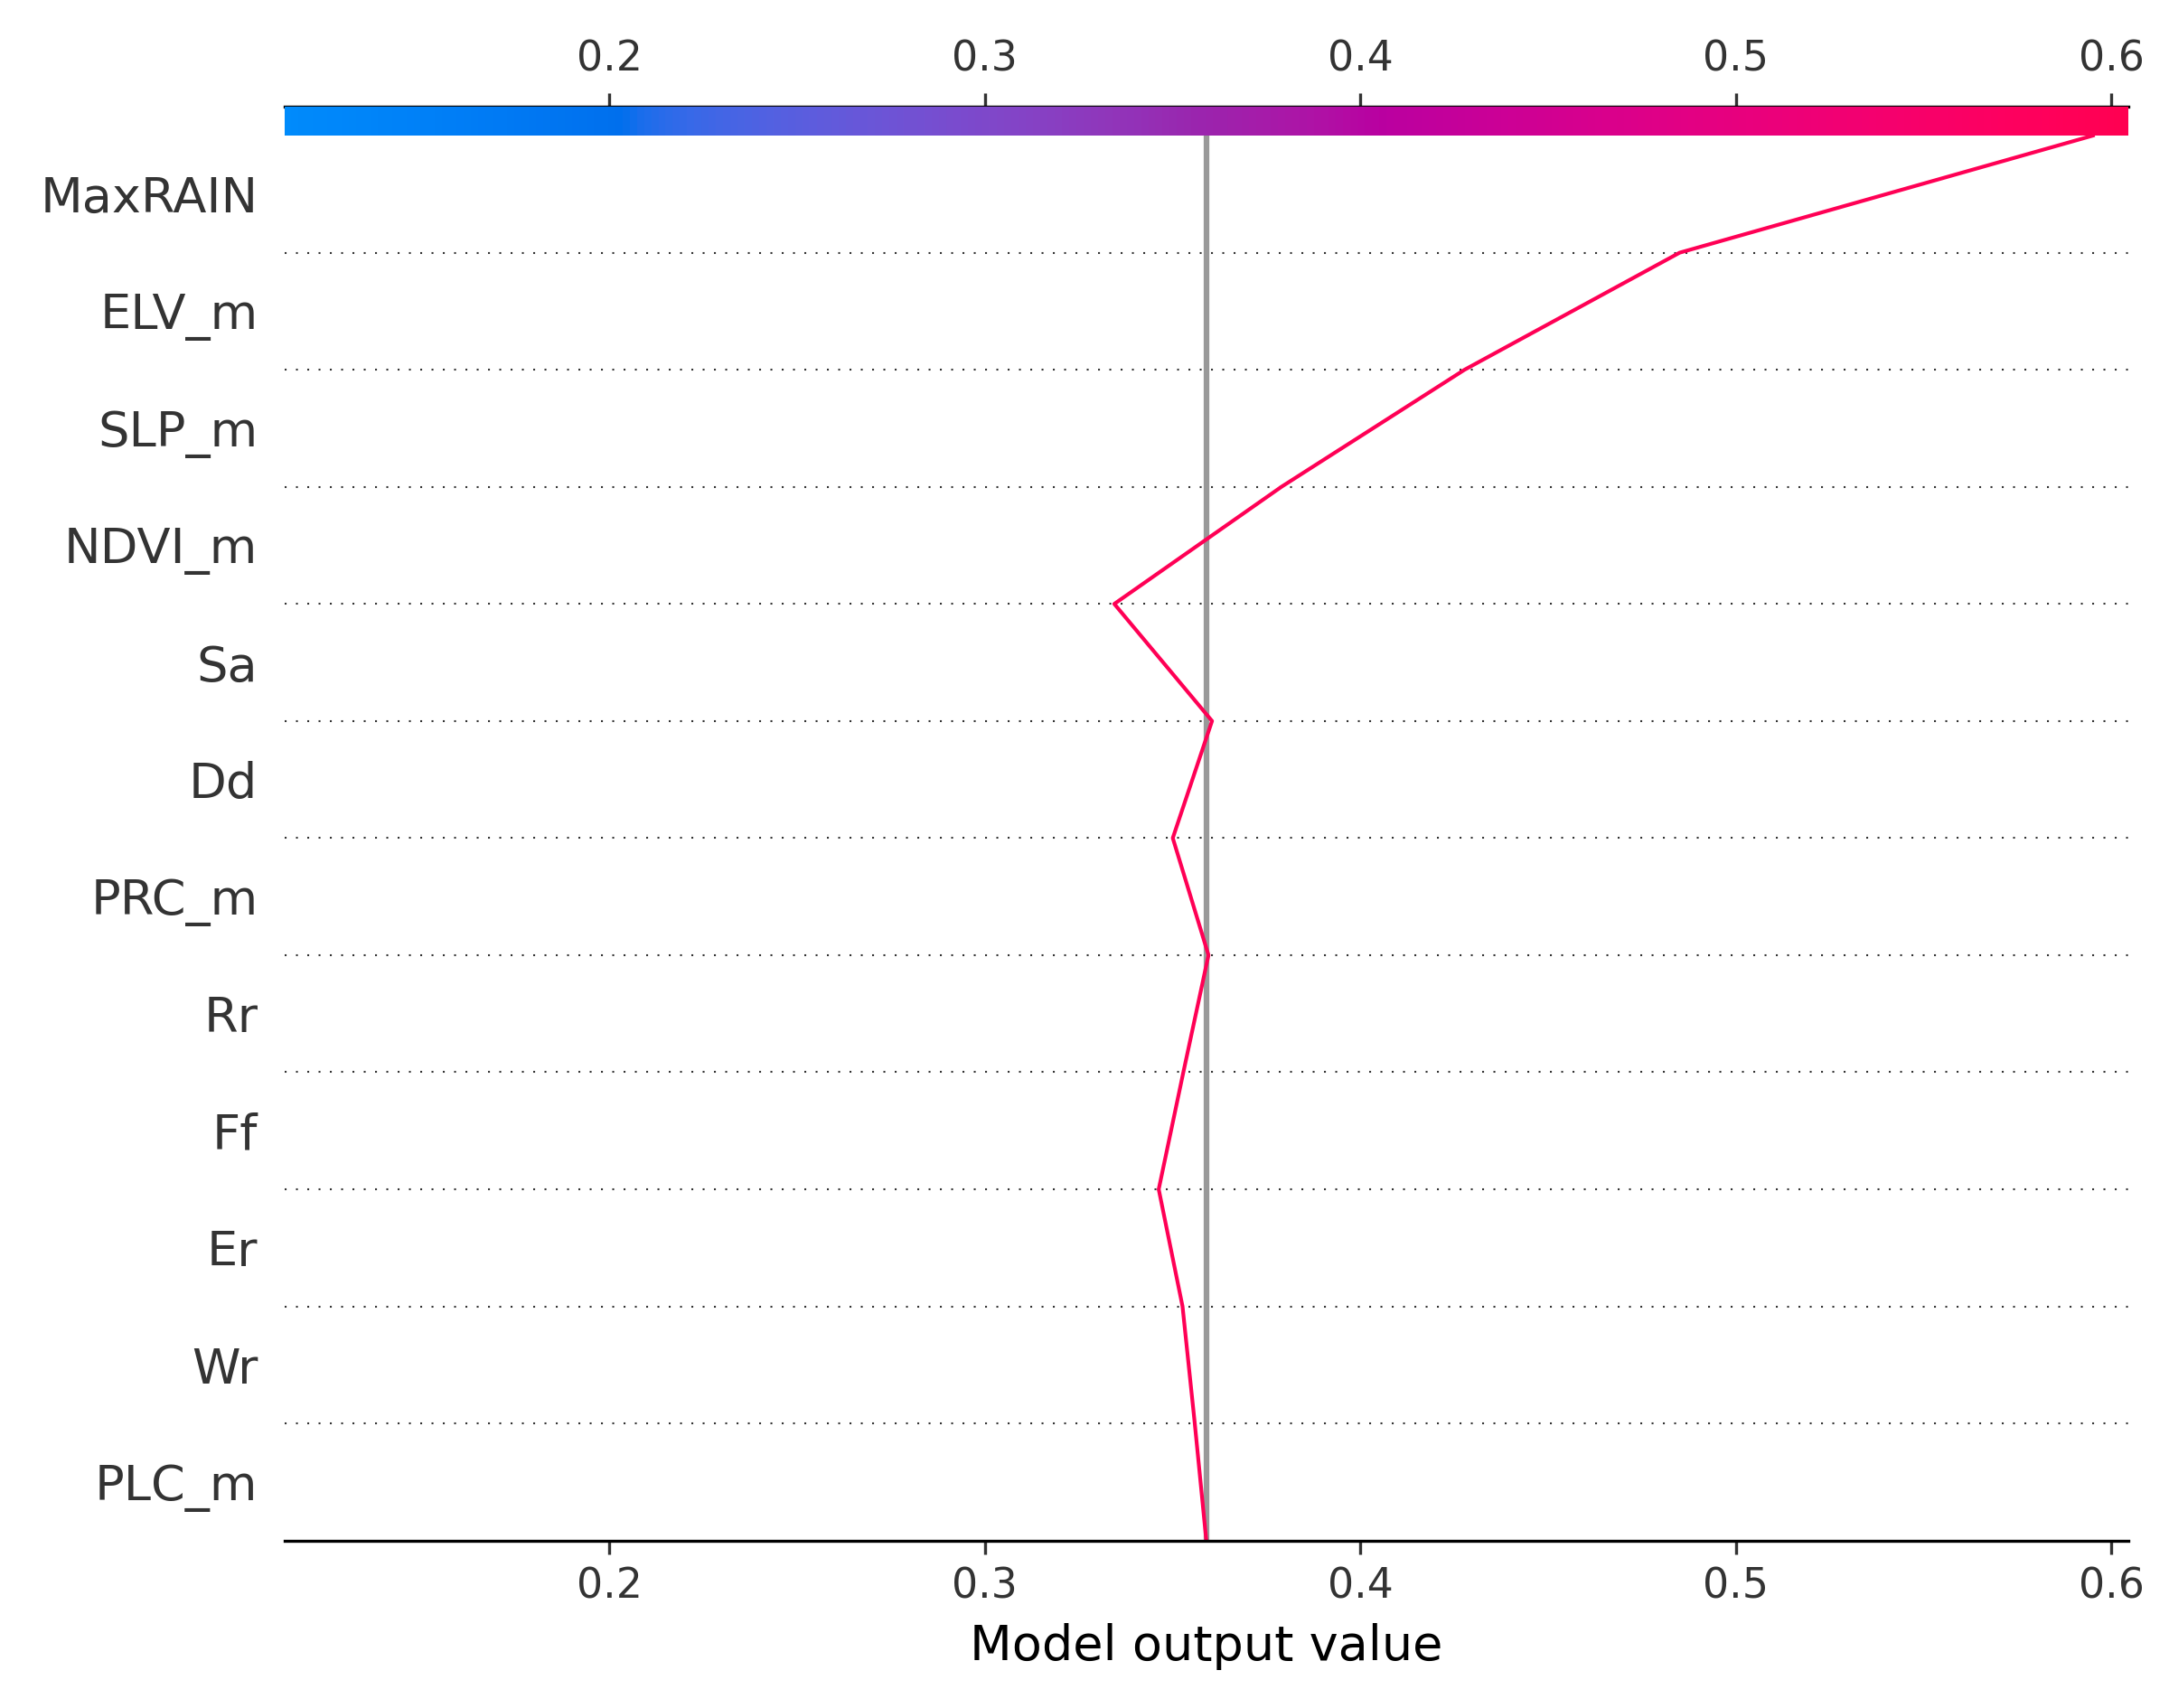 0.2 0.3 0.4 0.5 0.6
MaxRAIN
ELV_m
SLP_m
NDVI_m
Sa
Dd
PRC_m
Rr
Ff
Er
Wr
PLC_m
0.2 0.3 0.4 0.5 0.6
Model output value